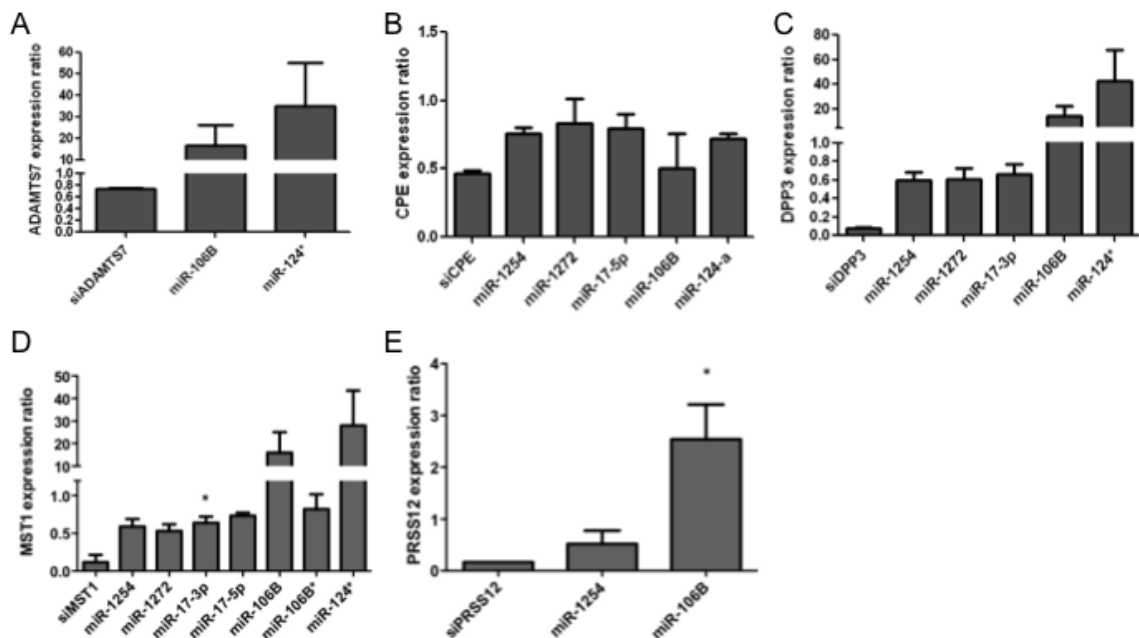 A
ADAMTS7 expression ratio
60
50
40
30
20
10
1.0
0.8
0.6
0.4
0.2
0.0
siADAMTS7
miR-106B
miR-124*
B
CPE expression ratio
1.5
1.0
0.5
0.0
siCPE
miR-1254
miR-1272
miR-17-5p
miR-106B
miR-124-a
C
DPP3 expression ratio
80
60
40
20
1.0
0.8
0.6
0.4
0.2
0.0
siDPP3
miR-1254
miR-1272
miR-17-3p
miR-106B
miR-124*
D
MST1 expression ratio
50
40
30
20
10
1.0
0.5
0.0
*
siMST1
miR-1254
miR-1272
miR-17-3p
miR-17-5p
miR-106B
miR-106B*
miR-124*
E
PRSS12 expression ratio
4
3
2
1
0
*
siPRSS12
miR-1254
miR-106B